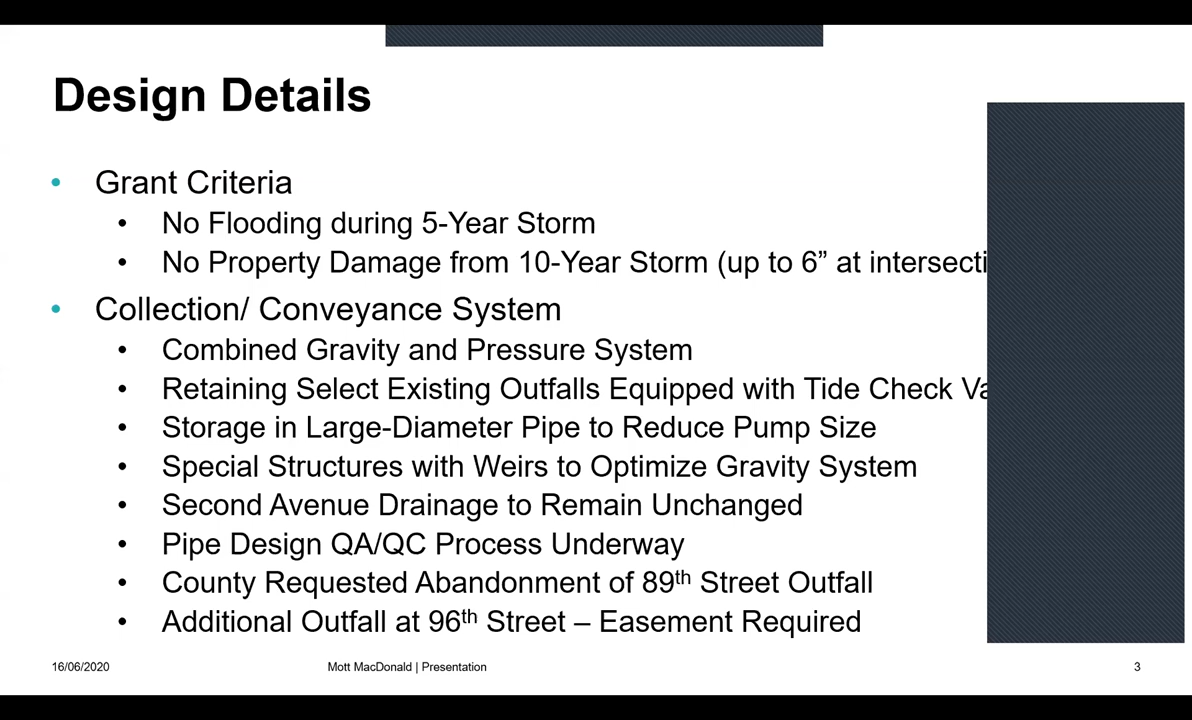 Design Details
• Grant Criteria
• No Flooding during 5-Year Storm
• No Property Damage from 10-Year Storm (up to 6” at
• Collection/ Conveyance System
• Combined Gravity and Pressure System
• Retaining Select Existing Outfalls Equipped with Tide Check
• Storage in Large-Diameter Pipe to Reduce Pump Size
• Special Structures with Weirs to Optimize Gravity System
• Second Avenue Drainage to Remain Unchanged
• Pipe Design QA/QC Process Underway
• County Requested Abandonment of 89th Street Outfall
• Additional Outfall at 96th Street – Easement Required
16/06/2020 Mott MacDonald | Presentation 3